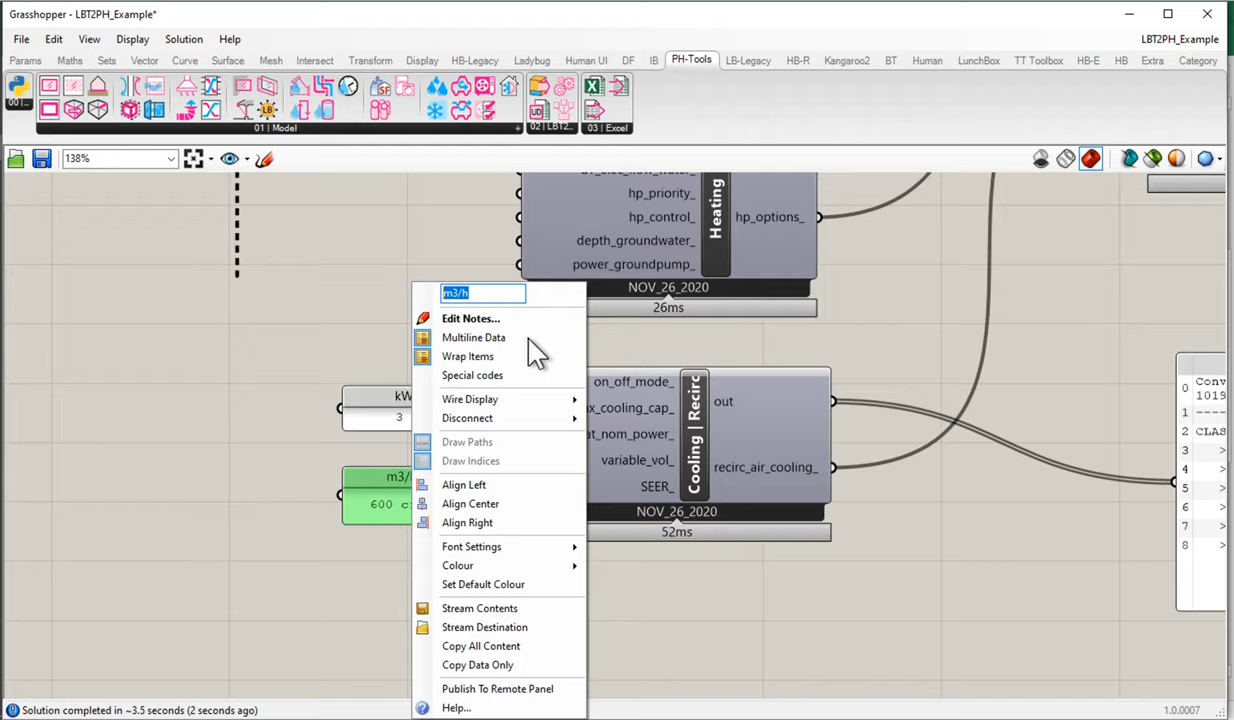 Grasshopper - LBT2PH_Example*
File Edit View Display Solution Help
LBT2PH_Example
Params Maths Sets Vector Curve Surface Mesh Intersect Transform Display HB-Legacy Ladybug Human UI DF IB PH-Tools LB-Legacy HB-R Kangaroo2 BT Human LunchBox TT Toolbox HB-E HB Extra Category
001...
01 | Model
02 | LBT2...
03 | Excel
138%
hp_priority_
hp_control_
depth_groundwater_
power_groundpump_
Heating
hp_options_
NOV_26_2020
26ms
m3/h
Edit Notes...
Multiline Data
Wrap Items
Special codes
Wire Display
Disconnect
Draw Paths
Draw Indices
Align Left
Align Center
Align Right
Font Settings
Colour
Set Default Colour
Stream Contents
Stream Destination
Copy All Content
Copy Data Only
Publish To Remote Panel
Help...
3
600
on_off_mode_
variable_vol_
SEER_
Cooling | Recirc
out
recirc_air_cooling_
NOV_26_2020
52ms
0 Conv
1019
1 ----
2 CLAS
3 >
4 >
5 >
6 >
7 >
8 >
Solution completed in ~3.5 seconds (2 seconds ago)
1.0.0007